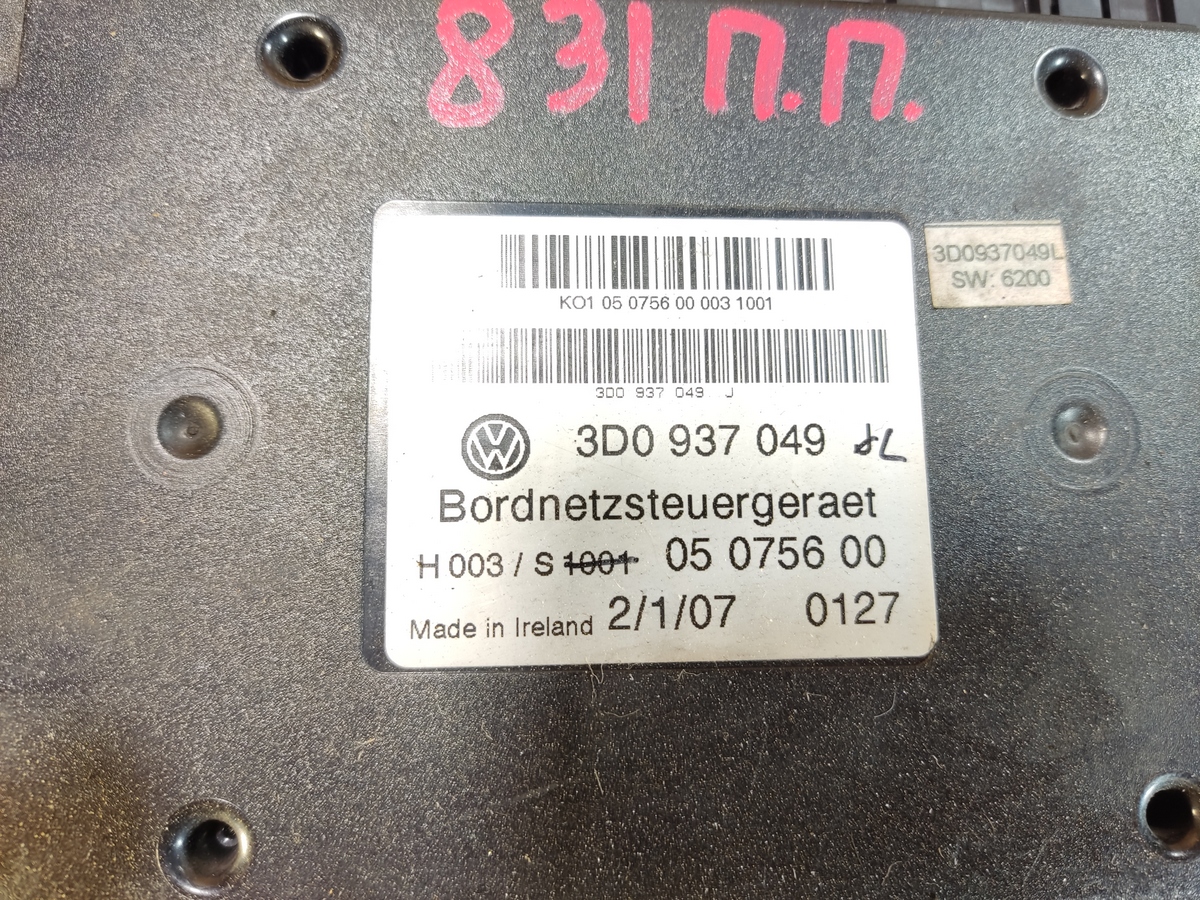 831 П.П.
KO1 05 0756 00 003 1001
3D0937049L
SW: 6200
3D0 937 049 J
3D0 937 049 L
Bordnetzsteuergeraet
H 003 / S 1001 05 0756 00
Made in Ireland 2/1/07 0127